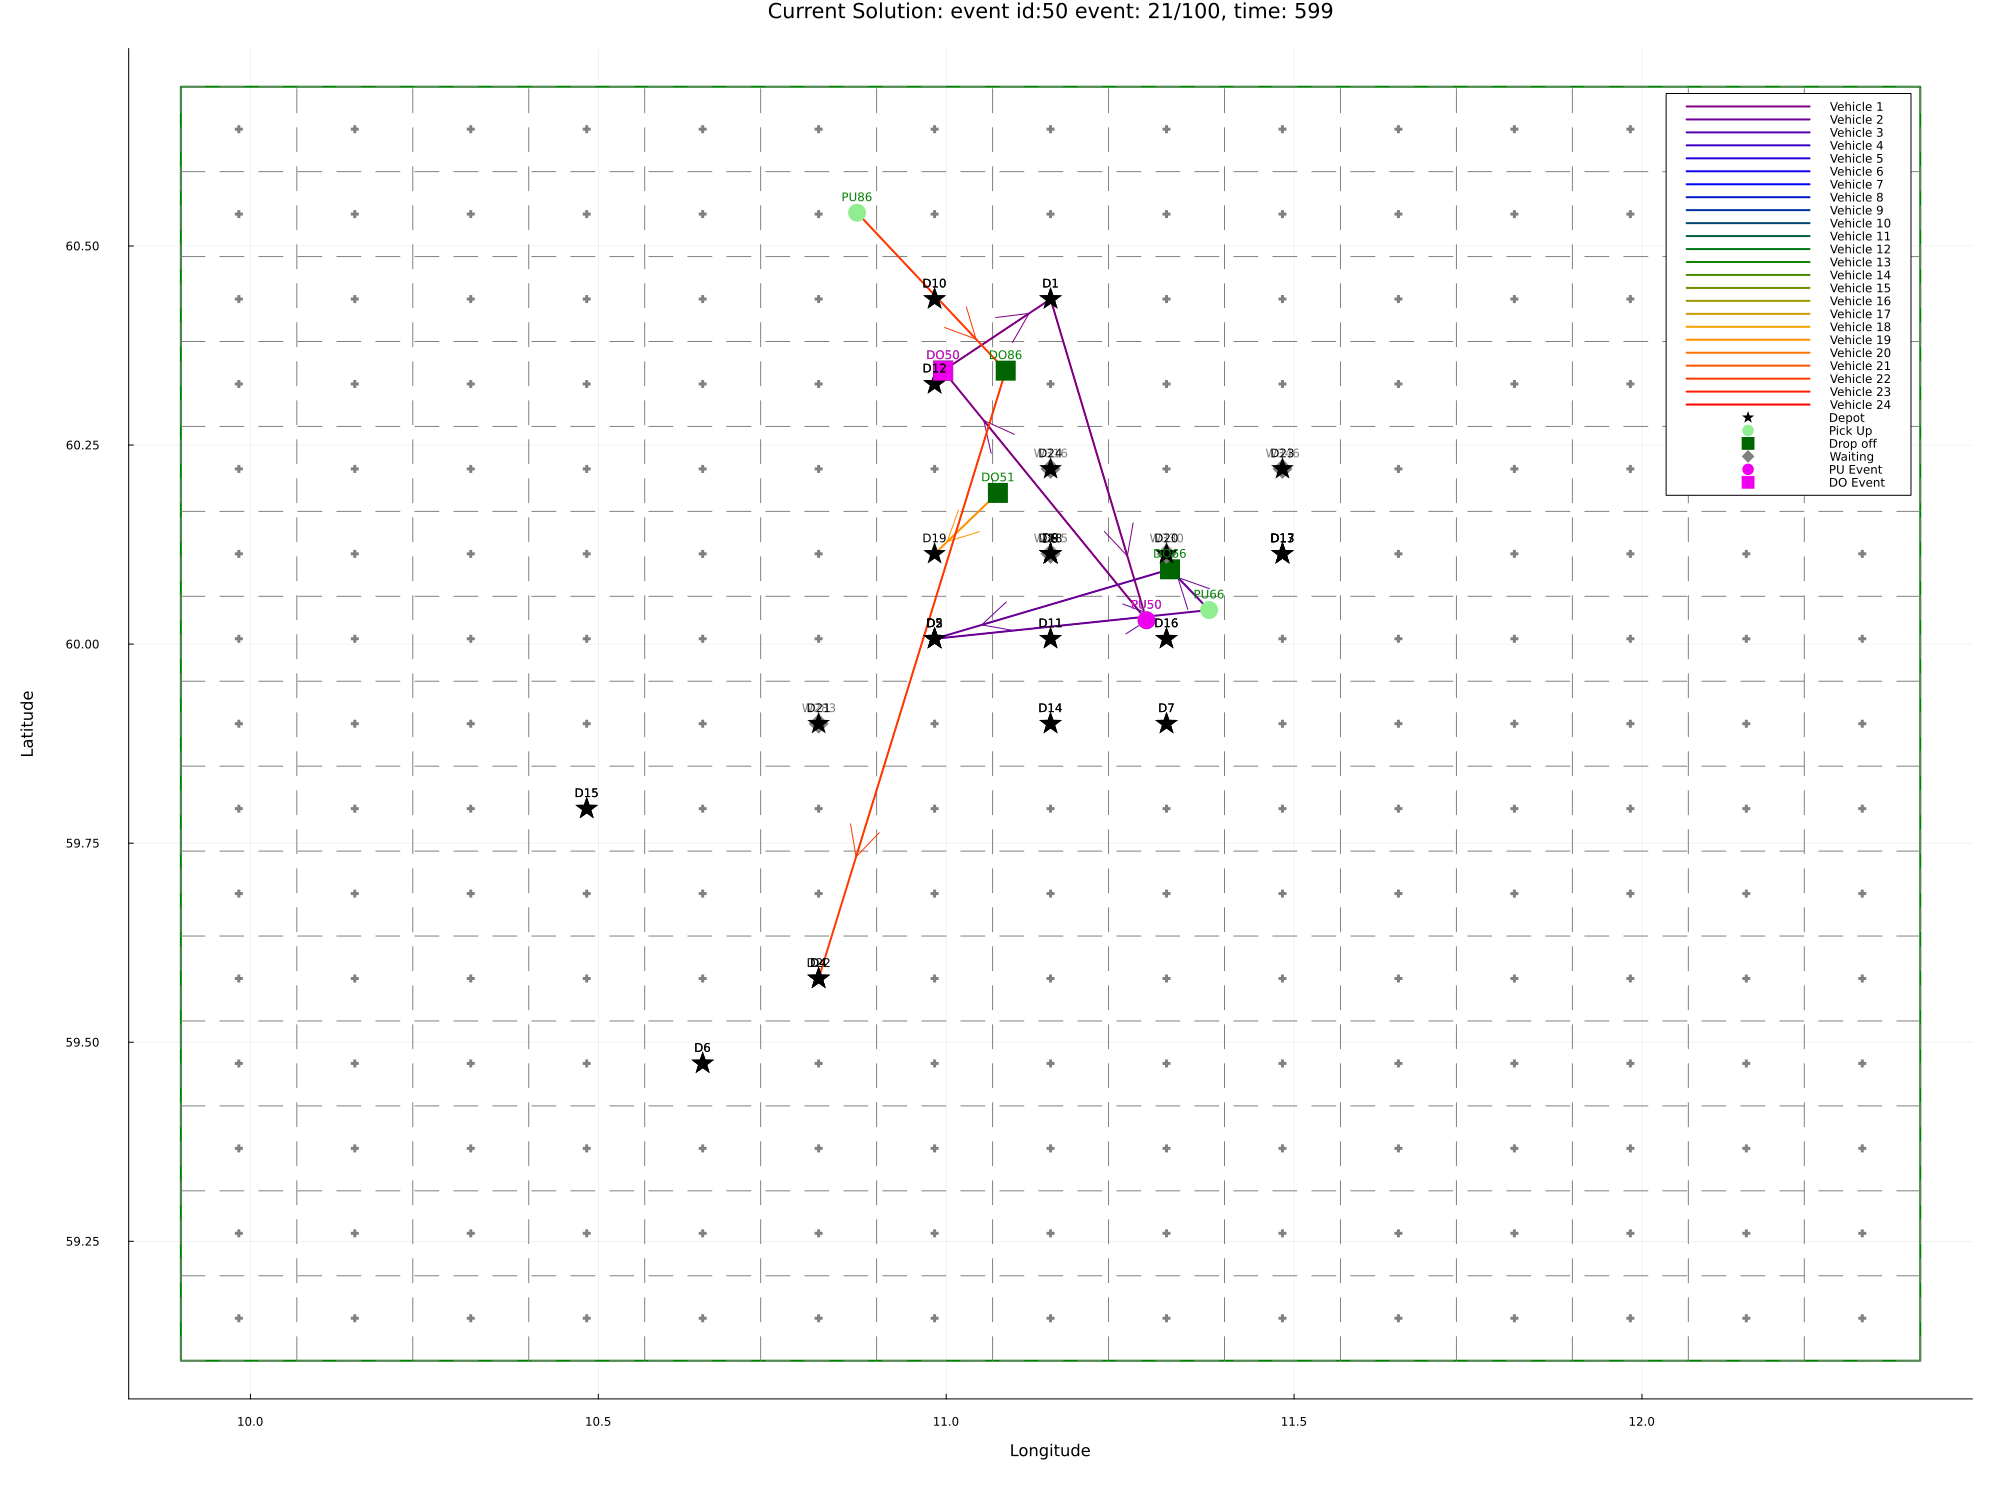 Current Solution: event id:50 event: 21/100, time: 599
Vehicle 1
Vehicle 2
Vehicle 3
Vehicle 4
Vehicle 5
Vehicle 6
Vehicle 7
Vehicle 8
Vehicle 9
Vehicle 10
Vehicle 11
Vehicle 12
Vehicle 13
Vehicle 14
Vehicle 15
Vehicle 16
Vehicle 17
Vehicle 18
Vehicle 19
Vehicle 20
Vehicle 21
Vehicle 22
Vehicle 23
Vehicle 24
Depot
Pick Up
Drop off
Waiting
PU Event
DO Event
PU86
60.50
D10
D1
DO50
DO86
D12
60.25
D24
D23
DO51
D19
D20
DO66
PU66
PU50
D11
D16
60.00
D21
D14
D7
D15
59.75
59.50
D6
59.25
Latitude
10.0
10.5
11.0
11.5
12.0
Longitude